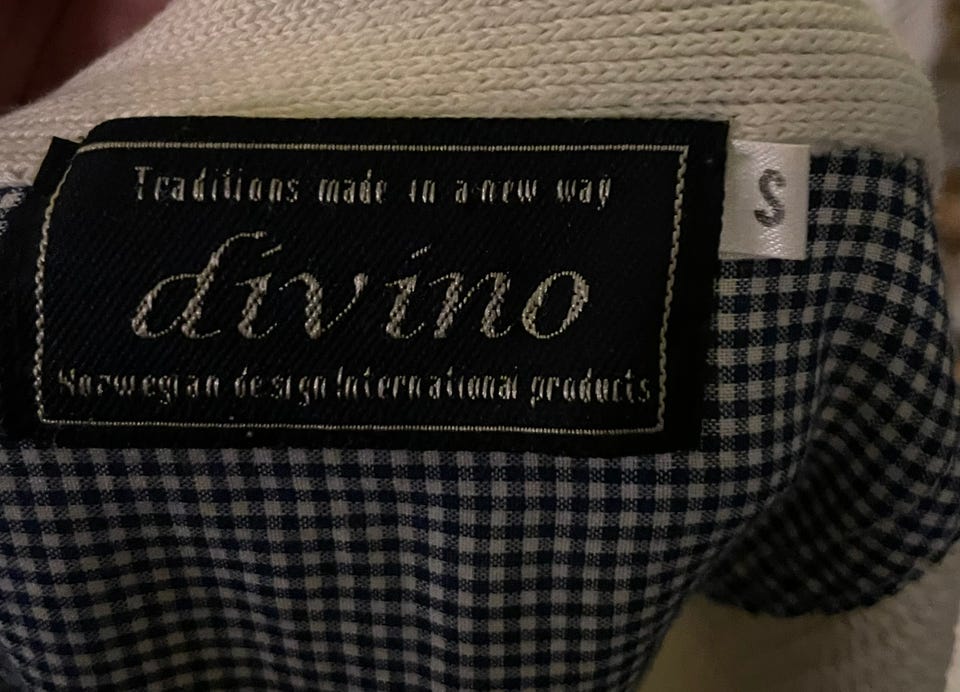 Traditions made in a new way
divino
Norwegian design International products
S